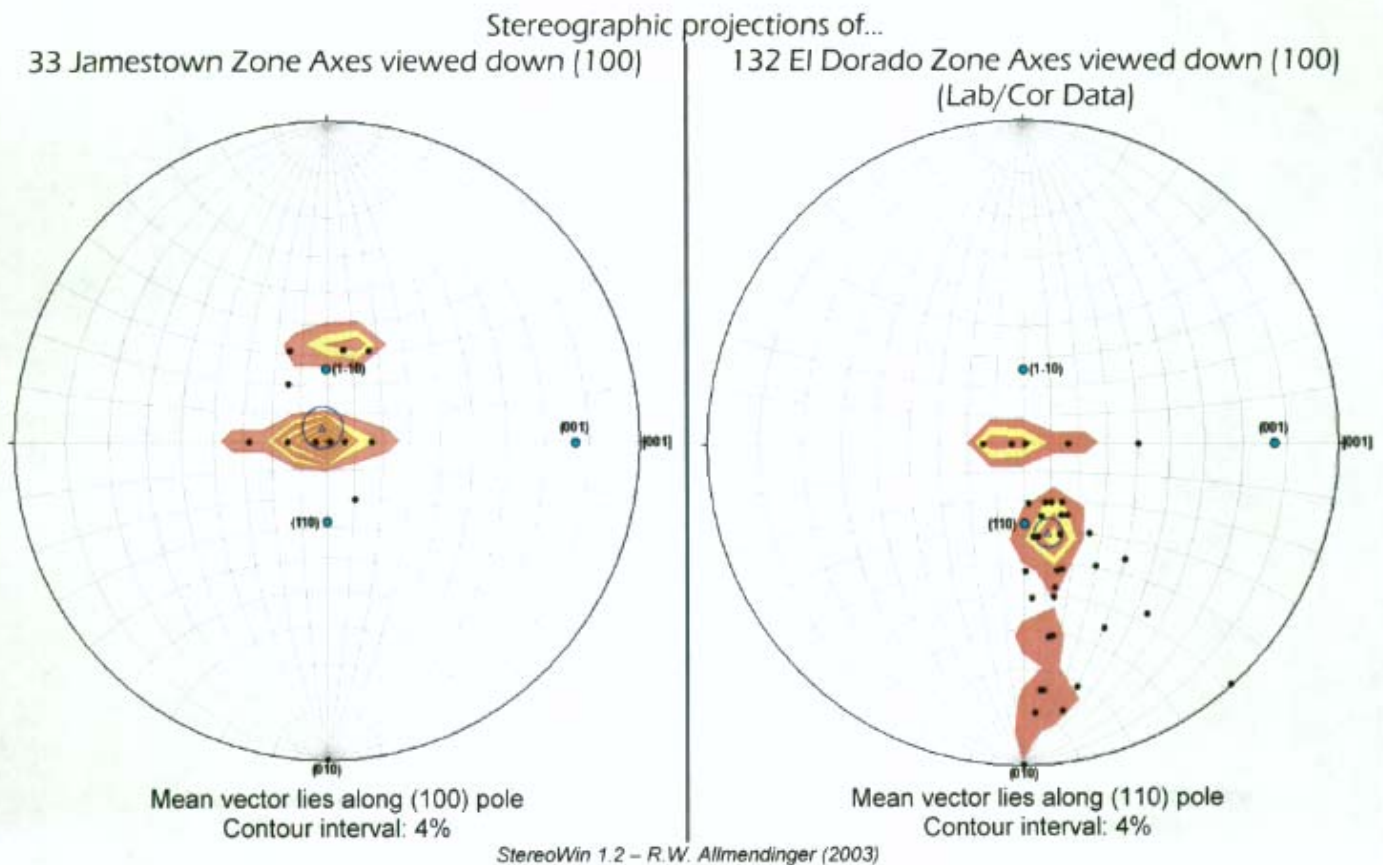 Stereographic projections of...
33 Jamestown Zone Axes viewed down (100)
132 El Dorado Zone Axes viewed down (100)
(Lab/Cor Data)
(1-10)
(001)
[001]
(110)
(010)
(1-10)
(001)
[001]
(110)
(010)
Mean vector lies along (100) pole
Contour interval: 4%
Mean vector lies along (110) pole
Contour interval: 4%
StereoWin 1.2 – R.W. Allmendinger (2003)